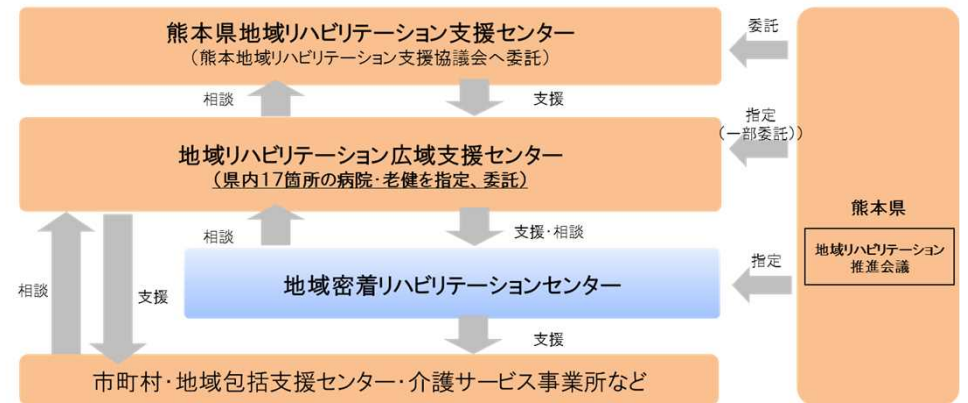 熊本県地域リハビリテーション支援センター
(熊本地域リハビリテーション支援協議会へ委託)
委託
相談
支援
指定
(一部委託))
地域リハビリテーション広域支援センター
(県内17箇所の病院・老健を指定、委託)
熊本県
地域リハビリテーション
推進会議
相談
支援・相談
指定
地域密着リハビリテーションセンター
相談
支援
支援
市町村・地域包括支援センター・介護サービス事業所など